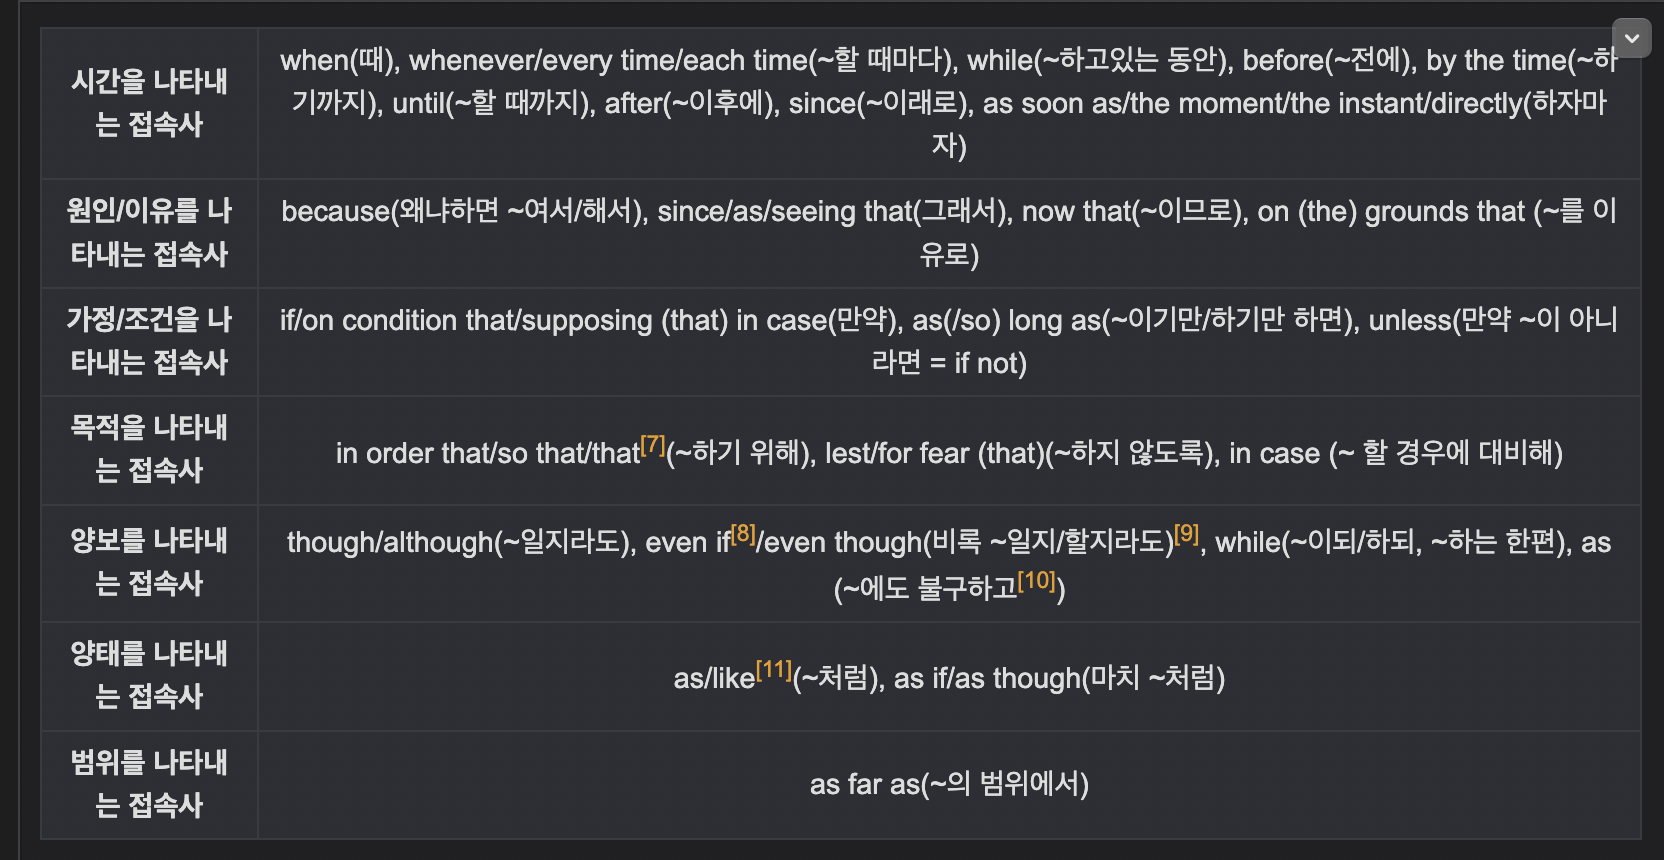 시간을 나타내
는 접속사
when(때), whenever/every time/each time(~할 때마다), while(~하고있는 동안), before(~전에), by the time(~하
기까지), until(~할 때까지), after(~이후에), since(~이래로), as soon as/the moment/the instant/directly(하자마
자)
원인/이유를 나
타내는 접속사
because(왜냐하면 ~여서/해서), since/as/seeing that(그래서), now that(~이므로), on (the) grounds that (~를 이
유로)
가정/조건을 나
타내는 접속사
if/on condition that/supposing (that) in case(만약), as(/so) long as(~이기만/하기만 하면), unless(만약 ~이 아니
라면 = if not)
목적을 나타내
는 접속사
in order that/so that/that[7](~하기 위해), lest/for fear (that)(~하지 않도록), in case (~ 할 경우에 대비해)
양보를 나타내
는 접속사
though/although(~일지라도), even if[8]/even though(비록 ~일지/할지라도)[9], while(~이되/하되, ~하는 한편), as
(~에도 불구하고[10])
양태를 나타내
는 접속사
as/like[11](~처럼), as if/as though(마치 ~처럼)
범위를 나타내
는 접속사
as far as(~의 범위에서)